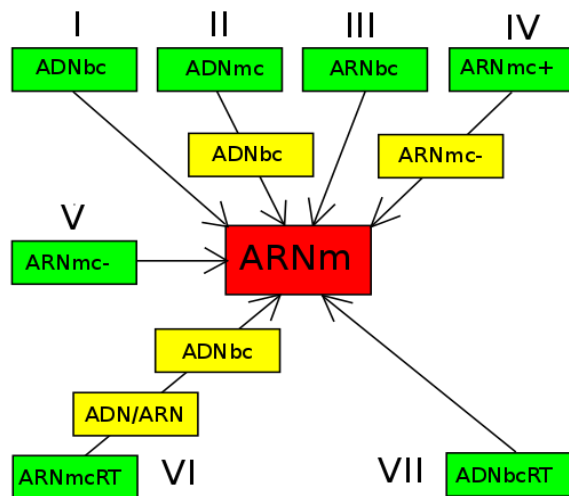 I II III IV
ADNbc ADNmc ARNbc ARNmc+
ADNbc ARNmc-
V
ARNmc- ARNm
ADNbc
ADN/ARN
ARNmcRT VI VII ADNbcRT